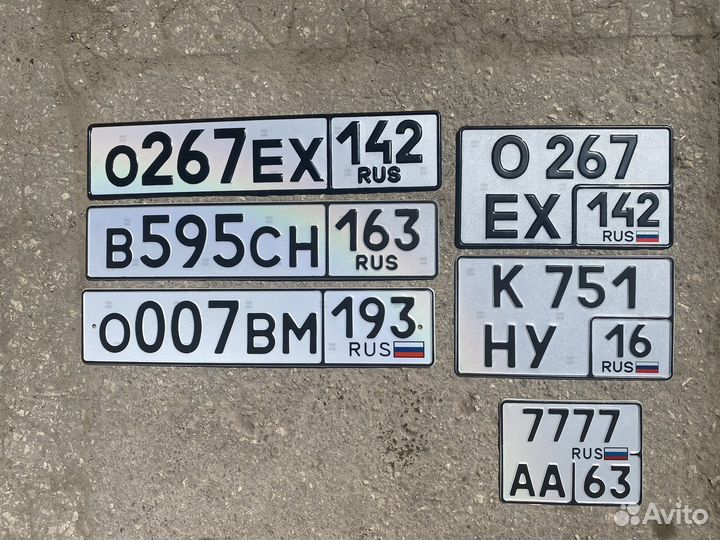 О267ЕХ 142
RUS
В595СН 163
RUS
О007ВМ 193
RUS
О 267
ЕХ 142
RUS
К 751
НУ 16
RUS
7777
RUS
АА 63
Avito